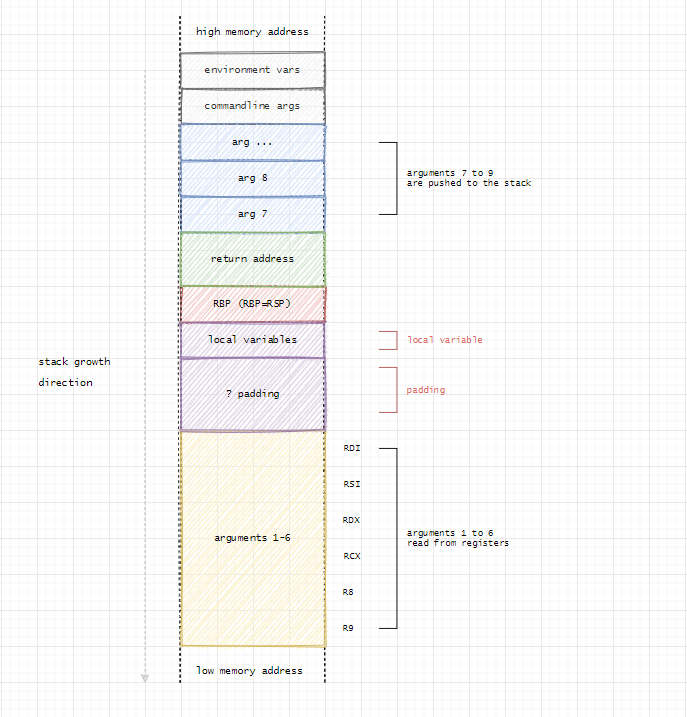 high memory address
environment vars
commandline args
arg ...
arg 8
arg 7
arguments 7 to 9
are pushed to the stack
return address
RBP (RBP=RSP)
local variables
local variable
stack growth
direction
? padding
padding
RDI
RSI
RDX
RCX
R8
R9
arguments 1-6
arguments 1 to 6
read from registers
low memory address